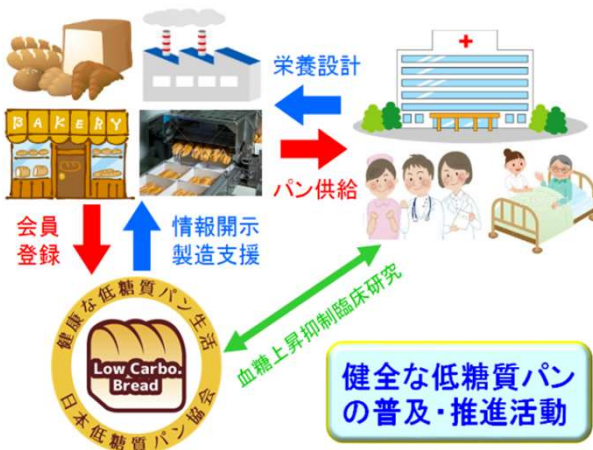 栄養設計
BAKERY
パン供給
会員
登録
情報開示
製造支援
血糖上昇抑制臨床研究
健康な低糖質パン生活
Low Carbo.
Bread
日本低糖質パン協会
健全な低糖質パン
の普及・推進活動